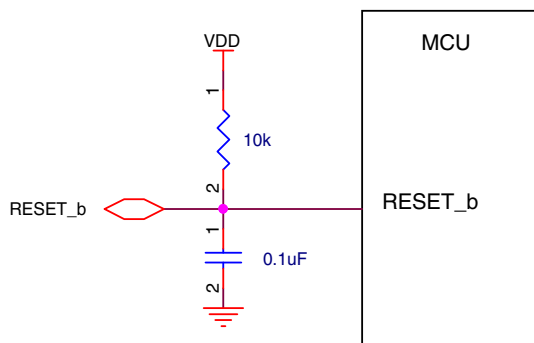 VDD
MCU
1
10k
2
RESET_b
RESET_b
1
0.1uF
2